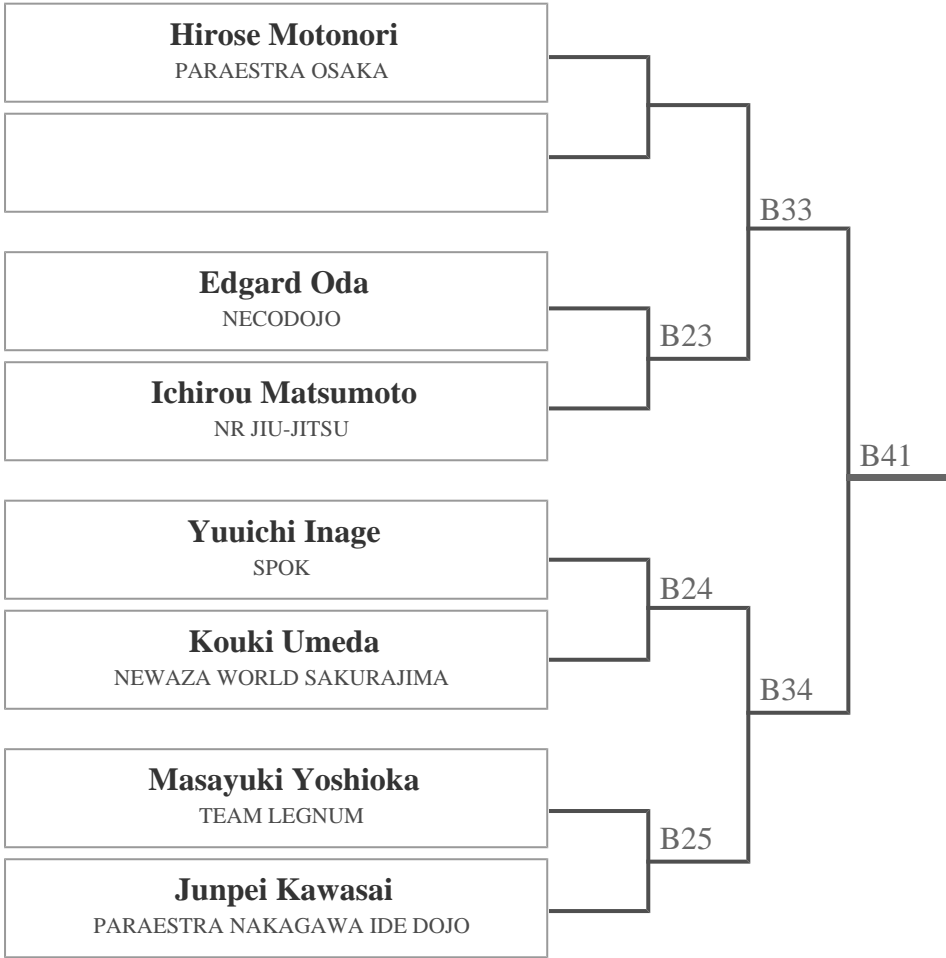 Hirose Motonori
PARAESTRA OSAKA
B33
Edgard Oda
NECODOJO
B23
Ichirou Matsumoto
NR JIU-JITSU
B41
Yuuichi Inage
SPOK
B24
Kouki Umeda
NEWAZA WORLD SAKURAJIMA
B34
Masayuki Yoshioka
TEAM LEGNUM
B25
Junpei Kawasai
PARAESTRA NAKAGAWA IDE DOJO